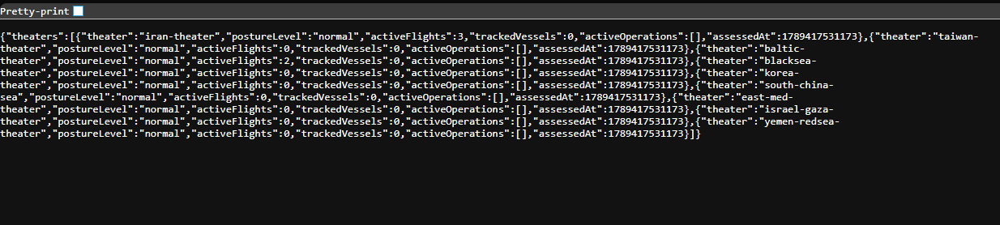 Pretty-print
{"theaters":[{"theater":"iran-theater","postureLevel":"normal","activeFlights":3,"trackedVessels":0,"activeOperations":[],"assessedAt":1789417531173},{"theater":"taiwan-
theater","postureLevel":"normal","activeFlights":0,"trackedVessels":0,"activeOperations":[],"assessedAt":1789417531173},{"theater":"baltic-
theater","postureLevel":"normal","activeFlights":2,"trackedVessels":0,"activeOperations":[],"assessedAt":1789417531173},{"theater":"blacksea-
theater","postureLevel":"normal","activeFlights":0,"trackedVessels":0,"activeOperations":[],"assessedAt":1789417531173},{"theater":"korea-
theater","postureLevel":"normal","activeFlights":0,"trackedVessels":0,"activeOperations":[],"assessedAt":1789417531173},{"theater":"south-china-
sea","postureLevel":"normal","activeFlights":0,"trackedVessels":0,"activeOperations":[],"assessedAt":1789417531173},{"theater":"east-med-
theater","postureLevel":"normal","activeFlights":0,"trackedVessels":0,"activeOperations":[],"assessedAt":1789417531173},{"theater":"israel-gaza-
theater","postureLevel":"normal","activeFlights":0,"trackedVessels":0,"activeOperations":[],"assessedAt":1789417531173},{"theater":"yemen-redsea-
theater","postureLevel":"normal","activeFlights":0,"trackedVessels":0,"activeOperations":[],"assessedAt":1789417531173}]}